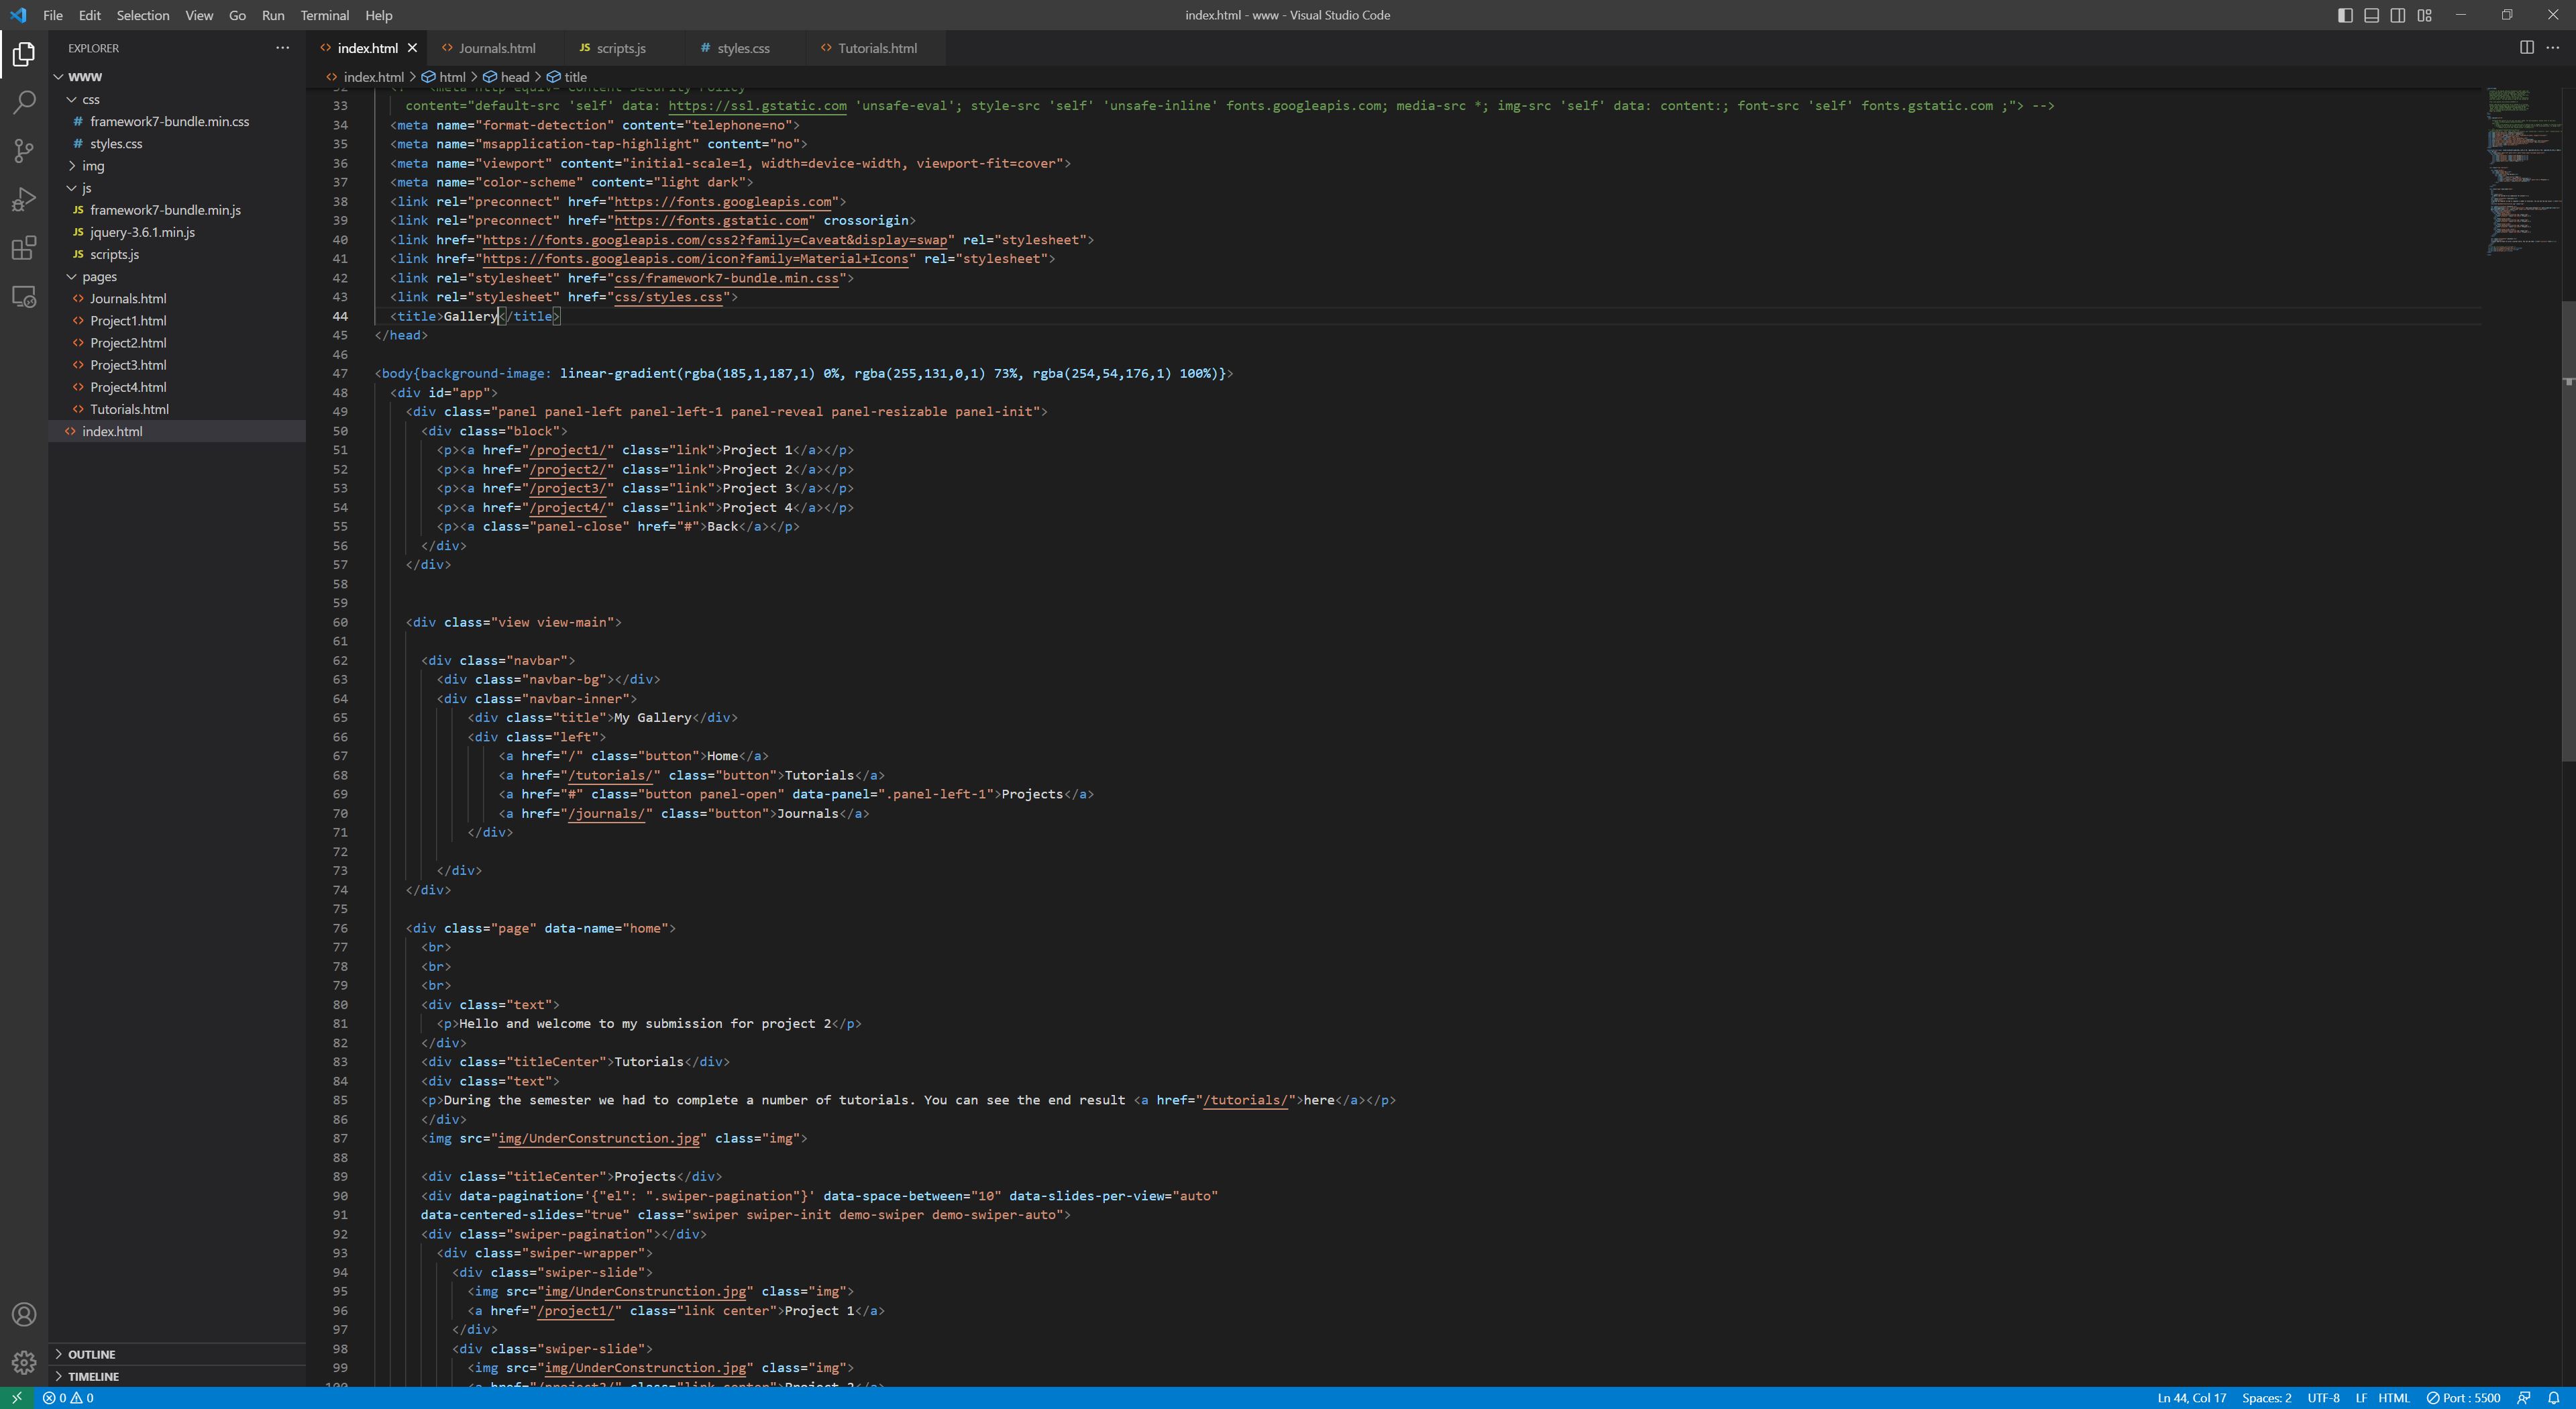 File Edit Selection View Go Run Terminal Help
index.html - www - Visual Studio Code
EXPLORER
WWW
css
# framework7-bundle.min.css
# styles.css
img
js
JS framework7-bundle.min.js
JS jquery-3.6.1.min.js
JS scripts.js
pages
<> Journals.html
<> Project1.html
<> Project2.html
<> Project3.html
<> Project4.html
<> Tutorials.html
<> index.html
OUTLINE
TIMELINE
<> index.html <> Journals.html JS scripts.js # styles.css <> Tutorials.html
<> index.html > html > head > title
33 content="default-src 'self' data: https://ssl.gstatic.com 'unsafe-eval'; style-src 'self' 'unsafe-inline' fonts.googleapis.com; media-src *; img-src 'self' data: content:; font-src 'self' fonts.gstatic.com ;"> -->
34 <meta name="format-detection" content="telephone=no">
35 <meta name="msapplication-tap-highlight" content="no">
36 <meta name="viewport" content="initial-scale=1, width=device-width, viewport-fit=cover">
37 <meta name="color-scheme" content="light dark">
38 <link rel="preconnect" href="https://fonts.googleapis.com">
39 <link rel="preconnect" href="https://fonts.gstatic.com" crossorigin>
40 <link href="https://fonts.googleapis.com/css2?family=Caveat&display=swap" rel="stylesheet">
41 <link href="https://fonts.googleapis.com/icon?family=Material+Icons" rel="stylesheet">
42 <link rel="stylesheet" href="css/framework7-bundle.min.css">
43 <link rel="stylesheet" href="css/styles.css">
44 <title>Gallery</title>
45 </head>
46
47 <body{background-image: linear-gradient(rgba(185,1,187,1) 0%, rgba(255,131,0,1) 73%, rgba(254,54,176,1) 100%)}>
48 <div id="app">
49 <div class="panel panel-left panel-left-1 panel-reveal panel-resizable panel-init">
50 <div class="block">
51 <p><a href="/project1/" class="link">Project 1</a></p>
52 <p><a href="/project2/" class="link">Project 2</a></p>
53 <p><a href="/project3/" class="link">Project 3</a></p>
54 <p><a href="/project4/" class="link">Project 4</a></p>
55 <p><a class="panel-close" href="#">Back</a></p>
56 </div>
57 </div>
58
59
60 <div class="view view-main">
61
62 <div class="navbar">
63 <div class="navbar-bg"></div>
64 <div class="navbar-inner">
65 <div class="title">My Gallery</div>
66 <div class="left">
67 <a href="/" class="button">Home</a>
68 <a href="/tutorials/" class="button">Tutorials</a>
69 <a href="#" class="button panel-open" data-panel=".panel-left-1">Projects</a>
70 <a href="/journals/" class="button">Journals</a>
71 </div>
72
73 </div>
74 </div>
75
76 <div class="page" data-name="home">
77 <br>
78 <br>
79 <br>
80 <div class="text">
81 <p>Hello and welcome to my submission for project 2</p>
82 </div>
83 <div class="titleCenter">Tutorials</div>
84 <div class="text">
85 <p>During the semester we had to complete a number of tutorials. You can see the end result <a href="/tutorials/">here</a></p>
86 </div>
87 <img src="img/UnderConstrunction.jpg" class="img">
88
89 <div class="titleCenter">Projects</div>
90 <div data-pagination='{"el": ".swiper-pagination"}' data-space-between="10" data-slides-per-view="auto"
91 data-centered-slides="true" class="swiper swiper-init demo-swiper demo-swiper-auto">
92 <div class="swiper-pagination"></div>
93 <div class="swiper-wrapper">
94 <div class="swiper-slide">
95 <img src="img/UnderConstrunction.jpg" class="img">
96 <a href="/project1/" class="link center">Project 1</a>
97 </div>
98 <div class="swiper-slide">
99 <img src="img/UnderConstrunction.jpg" class="img">
0 0
Ln 44, Col 17 Spaces: 2 UTF-8 LF HTML Port : 5500